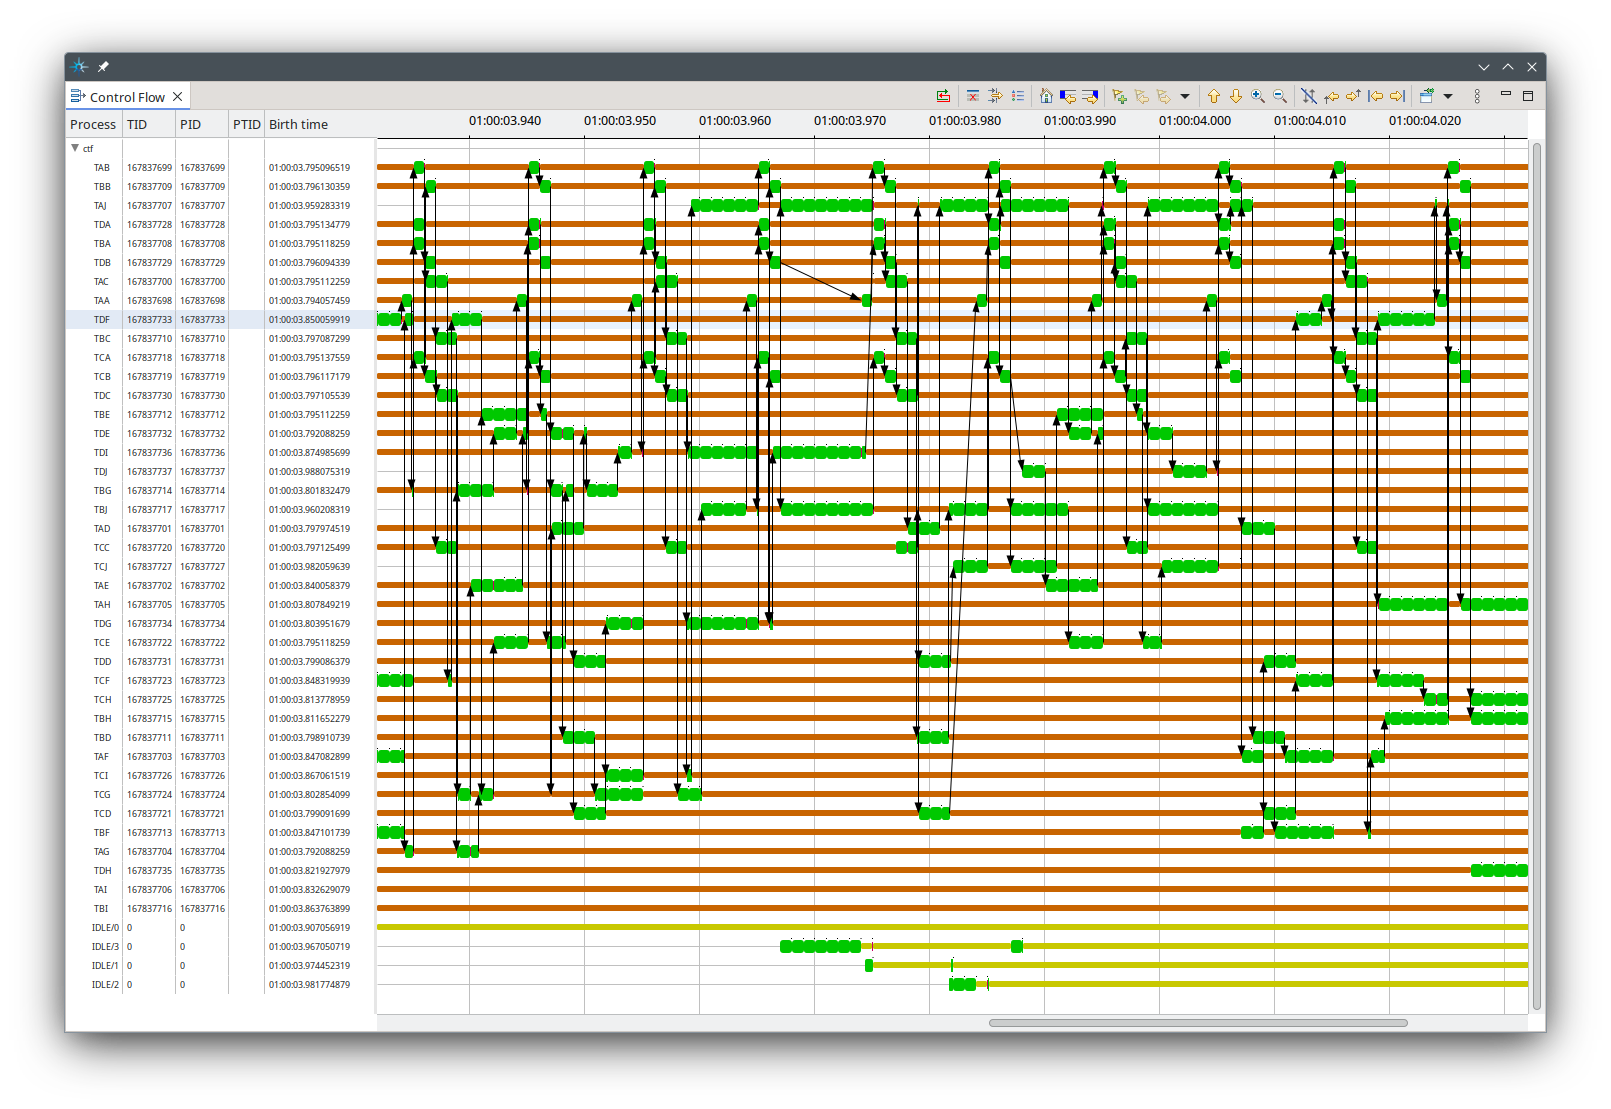 Control Flow
Process TID PID PTID Birth time 01:00:03.940 01:00:03.950 01:00:03.960 01:00:03.970 01:00:03.980 01:00:03.990 01:00:04.000 01:00:04.010 01:00:04.020
ctf
TAB 167837699 167837699 01:00:03.795096519
TBB 167837709 167837709 01:00:03.796130359
TAJ 167837707 167837707 01:00:03.959283319
TDA 167837728 167837728 01:00:03.795134779
TBA 167837708 167837708 01:00:03.795118259
TDB 167837729 167837729 01:00:03.796094339
TAC 167837700 167837700 01:00:03.795112259
TAA 167837698 167837698 01:00:03.794057459
TDF 167837733 167837733 01:00:03.850059919
TBC 167837710 167837710 01:00:03.797087299
TCA 167837718 167837718 01:00:03.795137559
TCB 167837719 167837719 01:00:03.796117179
TDC 167837730 167837730 01:00:03.797105539
TBE 167837712 167837712 01:00:03.795112259
TDE 167837732 167837732 01:00:03.792088259
TDI 167837736 167837736 01:00:03.874985699
TDJ 167837737 167837737 01:00:03.988075319
TBG 167837714 167837714 01:00:03.801832479
TBJ 167837717 167837717 01:00:03.960208319
TAD 167837701 167837701 01:00:03.797974519
TCC 167837720 167837720 01:00:03.797125499
TCJ 167837727 167837727 01:00:03.982059639
TAE 167837702 167837702 01:00:03.840058379
TAH 167837705 167837705 01:00:03.807849219
TDG 167837734 167837734 01:00:03.803951679
TCE 167837722 167837722 01:00:03.795118259
TDD 167837731 167837731 01:00:03.799086379
TCF 167837723 167837723 01:00:03.848319939
TCH 167837725 167837725 01:00:03.813778959
TBH 167837715 167837715 01:00:03.811652279
TBD 167837711 167837711 01:00:03.798910739
TAF 167837703 167837703 01:00:03.847082899
TCI 167837726 167837726 01:00:03.867061519
TCG 167837724 167837724 01:00:03.802854099
TCD 167837721 167837721 01:00:03.799091699
TBF 167837713 167837713 01:00:03.847101739
TAG 167837704 167837704 01:00:03.792088259
TDH 167837735 167837735 01:00:03.821927979
TAI 167837706 167837706 01:00:03.832629079
TBI 167837716 167837716 01:00:03.863763899
IDLE/0 0 0 01:00:03.907056919
IDLE/3 0 0 01:00:03.967050719
IDLE/1 0 0 01:00:03.974452319
IDLE/2 0 0 01:00:03.981774879